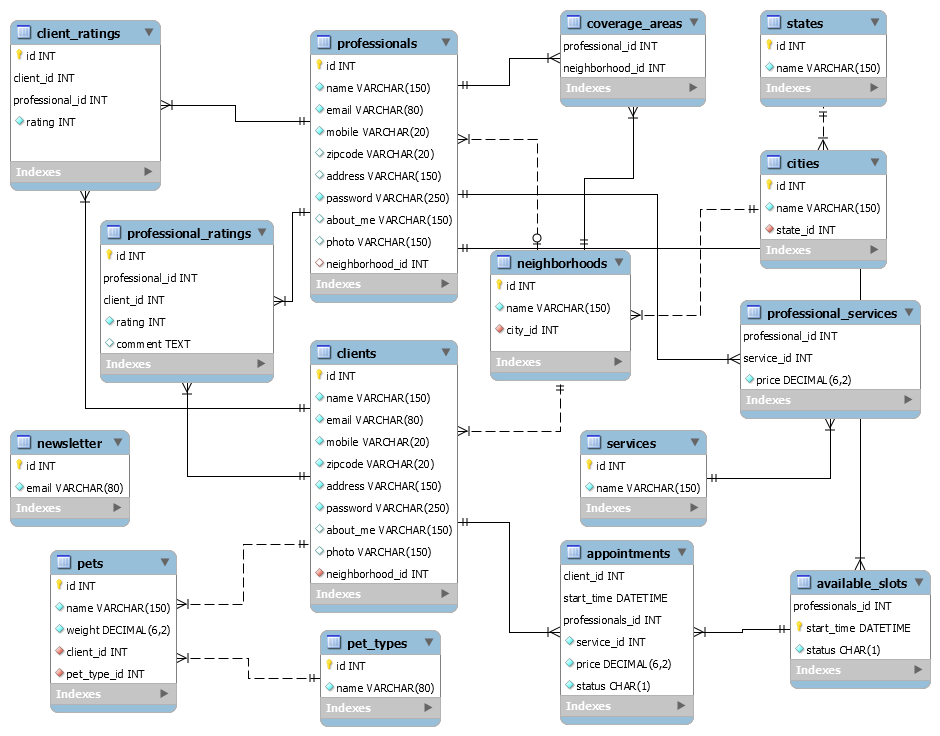 client_ratings
id INT
client_id INT
professional_id INT
rating INT
Indexes
professionals
id INT
name VARCHAR(150)
email VARCHAR(80)
mobile VARCHAR(20)
zipcode VARCHAR(20)
address VARCHAR(150)
password VARCHAR(250)
about_me VARCHAR(150)
photo VARCHAR(150)
neighborhood_id INT
Indexes
coverage_areas
professional_id INT
neighborhood_id INT
Indexes
states
id INT
name VARCHAR(150)
Indexes
cities
id INT
name VARCHAR(150)
state_id INT
Indexes
professional_ratings
id INT
professional_id INT
client_id INT
rating INT
comment TEXT
Indexes
neighborhoods
id INT
name VARCHAR(150)
city_id INT
Indexes
professional_services
professional_id INT
service_id INT
price DECIMAL(6,2)
Indexes
clients
id INT
name VARCHAR(150)
email VARCHAR(80)
mobile VARCHAR(20)
zipcode VARCHAR(20)
address VARCHAR(150)
password VARCHAR(250)
about_me VARCHAR(150)
photo VARCHAR(150)
neighborhood_id INT
Indexes
newsletter
id INT
email VARCHAR(80)
Indexes
services
id INT
name VARCHAR(150)
Indexes
pets
id INT
name VARCHAR(150)
weight DECIMAL(6,2)
client_id INT
pet_type_id INT
Indexes
pet_types
id INT
name VARCHAR(80)
Indexes
appointments
client_id INT
start_time DATETIME
professionals_id INT
service_id INT
price DECIMAL(6,2)
status CHAR(1)
Indexes
available_slots
professionals_id INT
start_time DATETIME
status CHAR(1)
Indexes